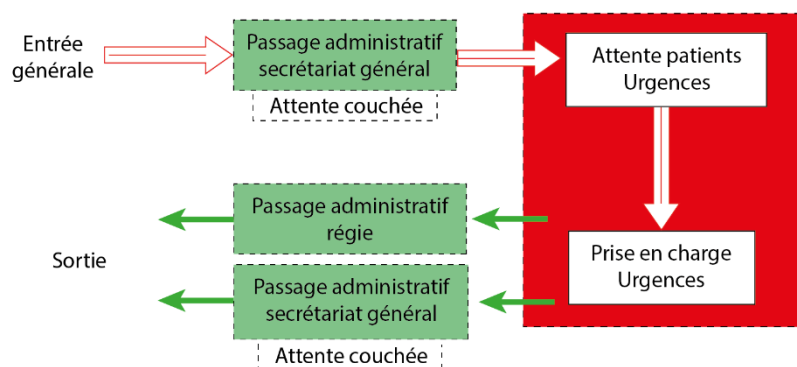 Entrée
générale
Passage administratif
secrétariat général
Attente couchée
Attente patients
Urgences
Passage administratif
régie
Prise en charge
Urgences
Sortie
Passage administratif
secrétariat général
Attente couchée